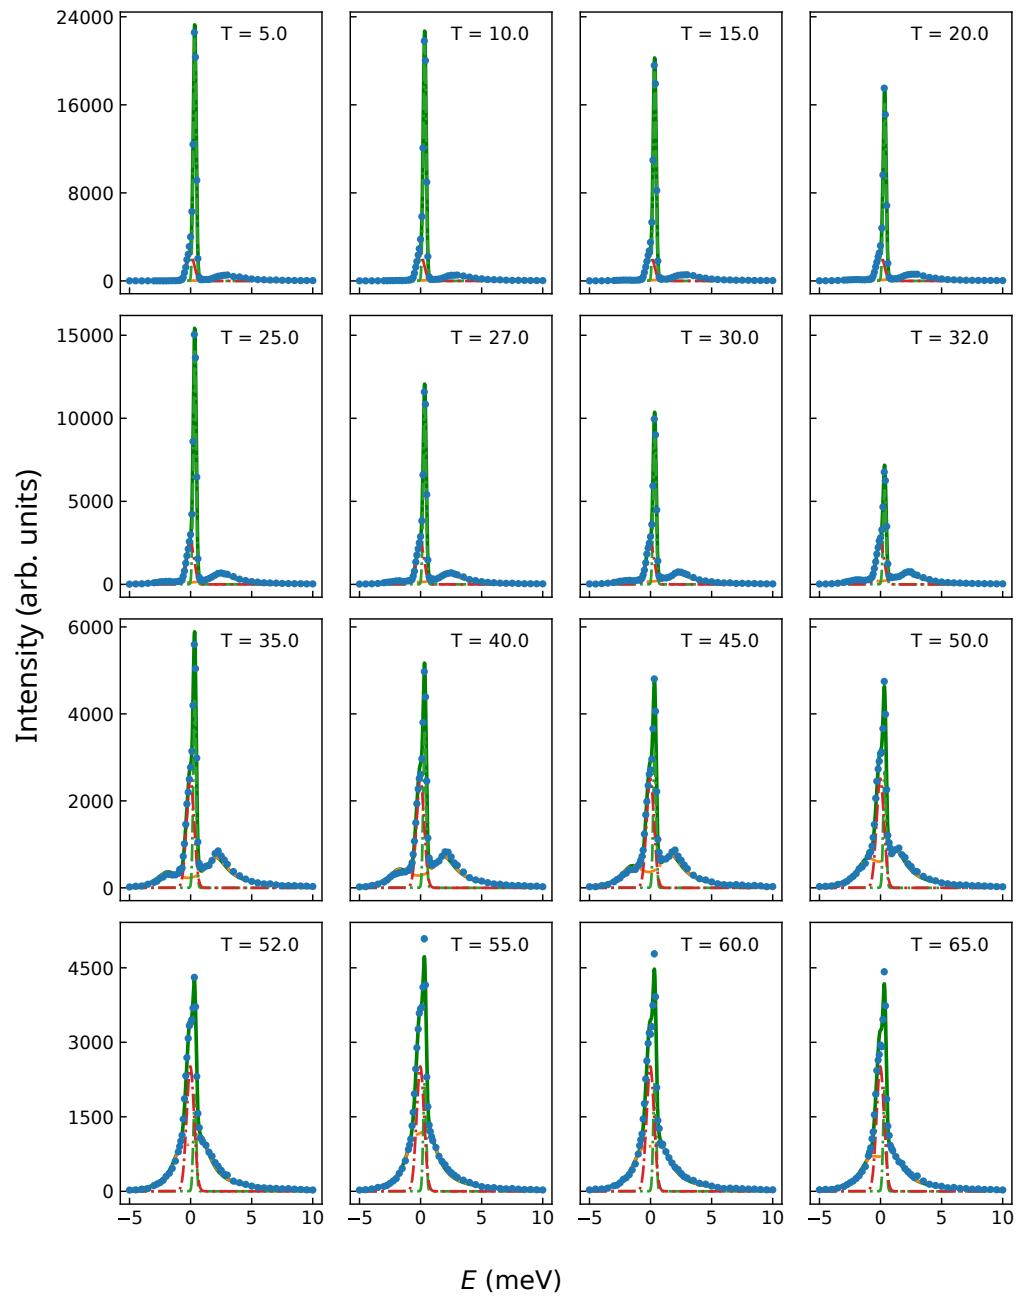 24000
16000
8000
0
T = 5.0
T = 10.0
T = 15.0
T = 20.0
15000
10000
5000
0
T = 25.0
T = 27.0
T = 30.0
T = 32.0
Intensity (arb. units)
6000
4000
2000
0
T = 35.0
T = 40.0
T = 45.0
T = 50.0
4500
3000
1500
0
T = 52.0
T = 55.0
T = 60.0
T = 65.0
−5 0 5 10
−5 0 5 10
−5 0 5 10
−5 0 5 10
E (meV)